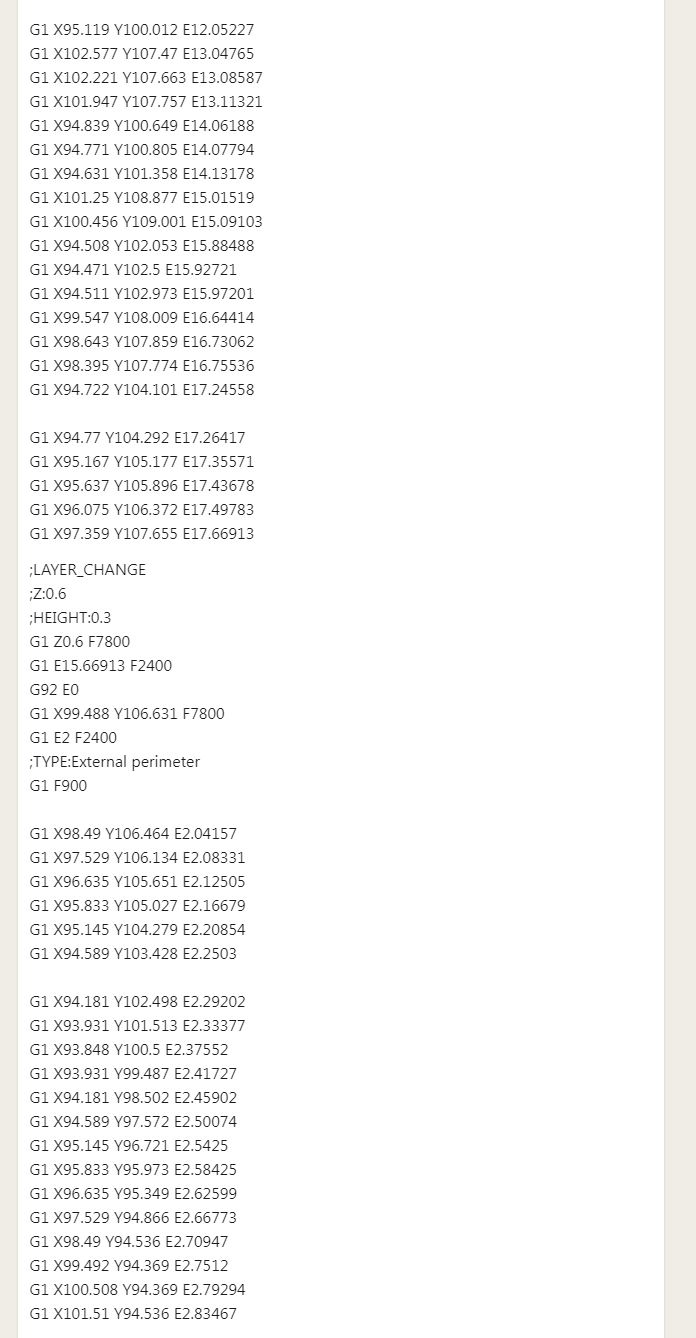 G1 X95.119 Y100.012 E12.05227
G1 X102.577 Y107.47 E13.04765
G1 X102.221 Y107.663 E13.08587
G1 X101.947 Y107.757 E13.11321
G1 X94.839 Y100.649 E14.06188
G1 X94.771 Y100.805 E14.07794
G1 X94.631 Y101.358 E14.13178
G1 X101.25 Y108.877 E15.01519
G1 X100.456 Y109.001 E15.09103
G1 X94.508 Y102.053 E15.88488
G1 X94.471 Y102.5 E15.92721
G1 X94.511 Y102.973 E15.97201
G1 X99.547 Y108.009 E16.64414
G1 X98.643 Y107.859 E16.73062
G1 X98.395 Y107.774 E16.75536
G1 X94.722 Y104.101 E17.24558
G1 X94.77 Y104.292 E17.26417
G1 X95.167 Y105.177 E17.35571
G1 X95.637 Y105.896 E17.43678
G1 X96.075 Y106.372 E17.49783
G1 X97.359 Y107.655 E17.66913
;LAYER_CHANGE
;Z:0.6
;HEIGHT:0.3
G1 Z0.6 F7800
G1 E15.66913 F2400
G92 E0
G1 X99.488 Y106.631 F7800
G1 E2 F2400
;TYPE:External perimeter
G1 F900
G1 X98.49 Y106.464 E2.04157
G1 X97.529 Y106.134 E2.08331
G1 X96.635 Y105.651 E2.12505
G1 X95.833 Y105.027 E2.16679
G1 X95.145 Y104.279 E2.20854
G1 X94.589 Y103.428 E2.2503
G1 X94.181 Y102.498 E2.29202
G1 X93.931 Y101.513 E2.33377
G1 X93.848 Y100.5 E2.37552
G1 X93.931 Y99.487 E2.41727
G1 X94.181 Y98.502 E2.45902
G1 X94.589 Y97.572 E2.50074
G1 X95.145 Y96.721 E2.5425
G1 X95.833 Y95.973 E2.58425
G1 X96.635 Y95.349 E2.62599
G1 X97.529 Y94.866 E2.66773
G1 X98.49 Y94.536 E2.70947
G1 X99.492 Y94.369 E2.7512
G1 X100.508 Y94.369 E2.79294
G1 X101.51 Y94.536 E2.83467